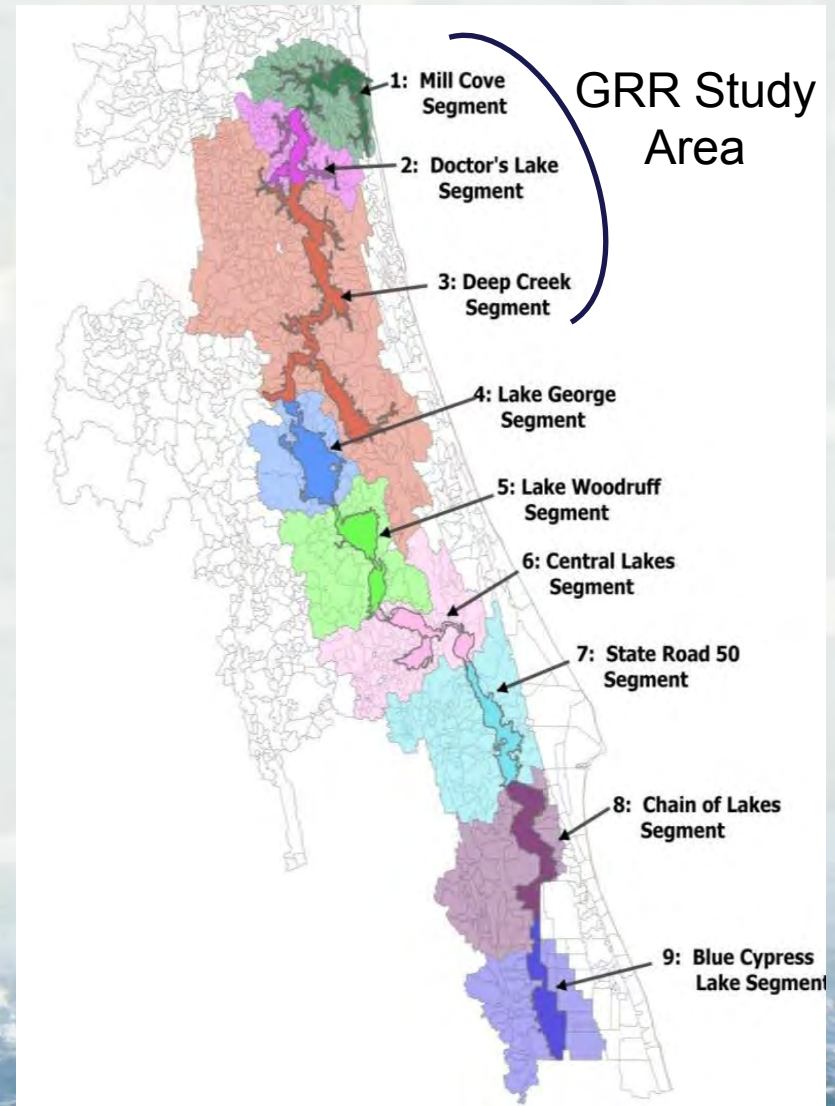 GRR Study
Area
1: Mill Cove
Segment
2: Doctor's Lake
Segment
3: Deep Creek
Segment
4: Lake George
Segment
5: Lake Woodruff
Segment
6: Central Lakes
Segment
7: State Road 50
Segment
8: Chain of Lakes
Segment
9: Blue Cypress
Lake Segment